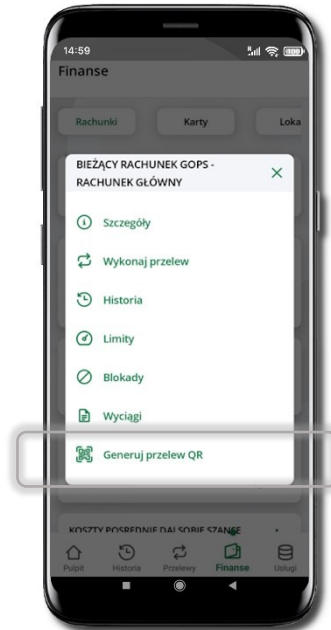 14:59
Finanse
Rachunki Karty Loka
BIEŻĄCY RACHUNEK GOPS -
RACHUNEK GŁÓWNY
Szczegóły
Wykonaj przelew
Historia
Limity
Blokady
Wyciągi
Generuj przelew QR
KOSZTY POŚREDNIE DAJ SOBIE SZANSĘ
Pulpit Historia Przelewy Finanse Usługi